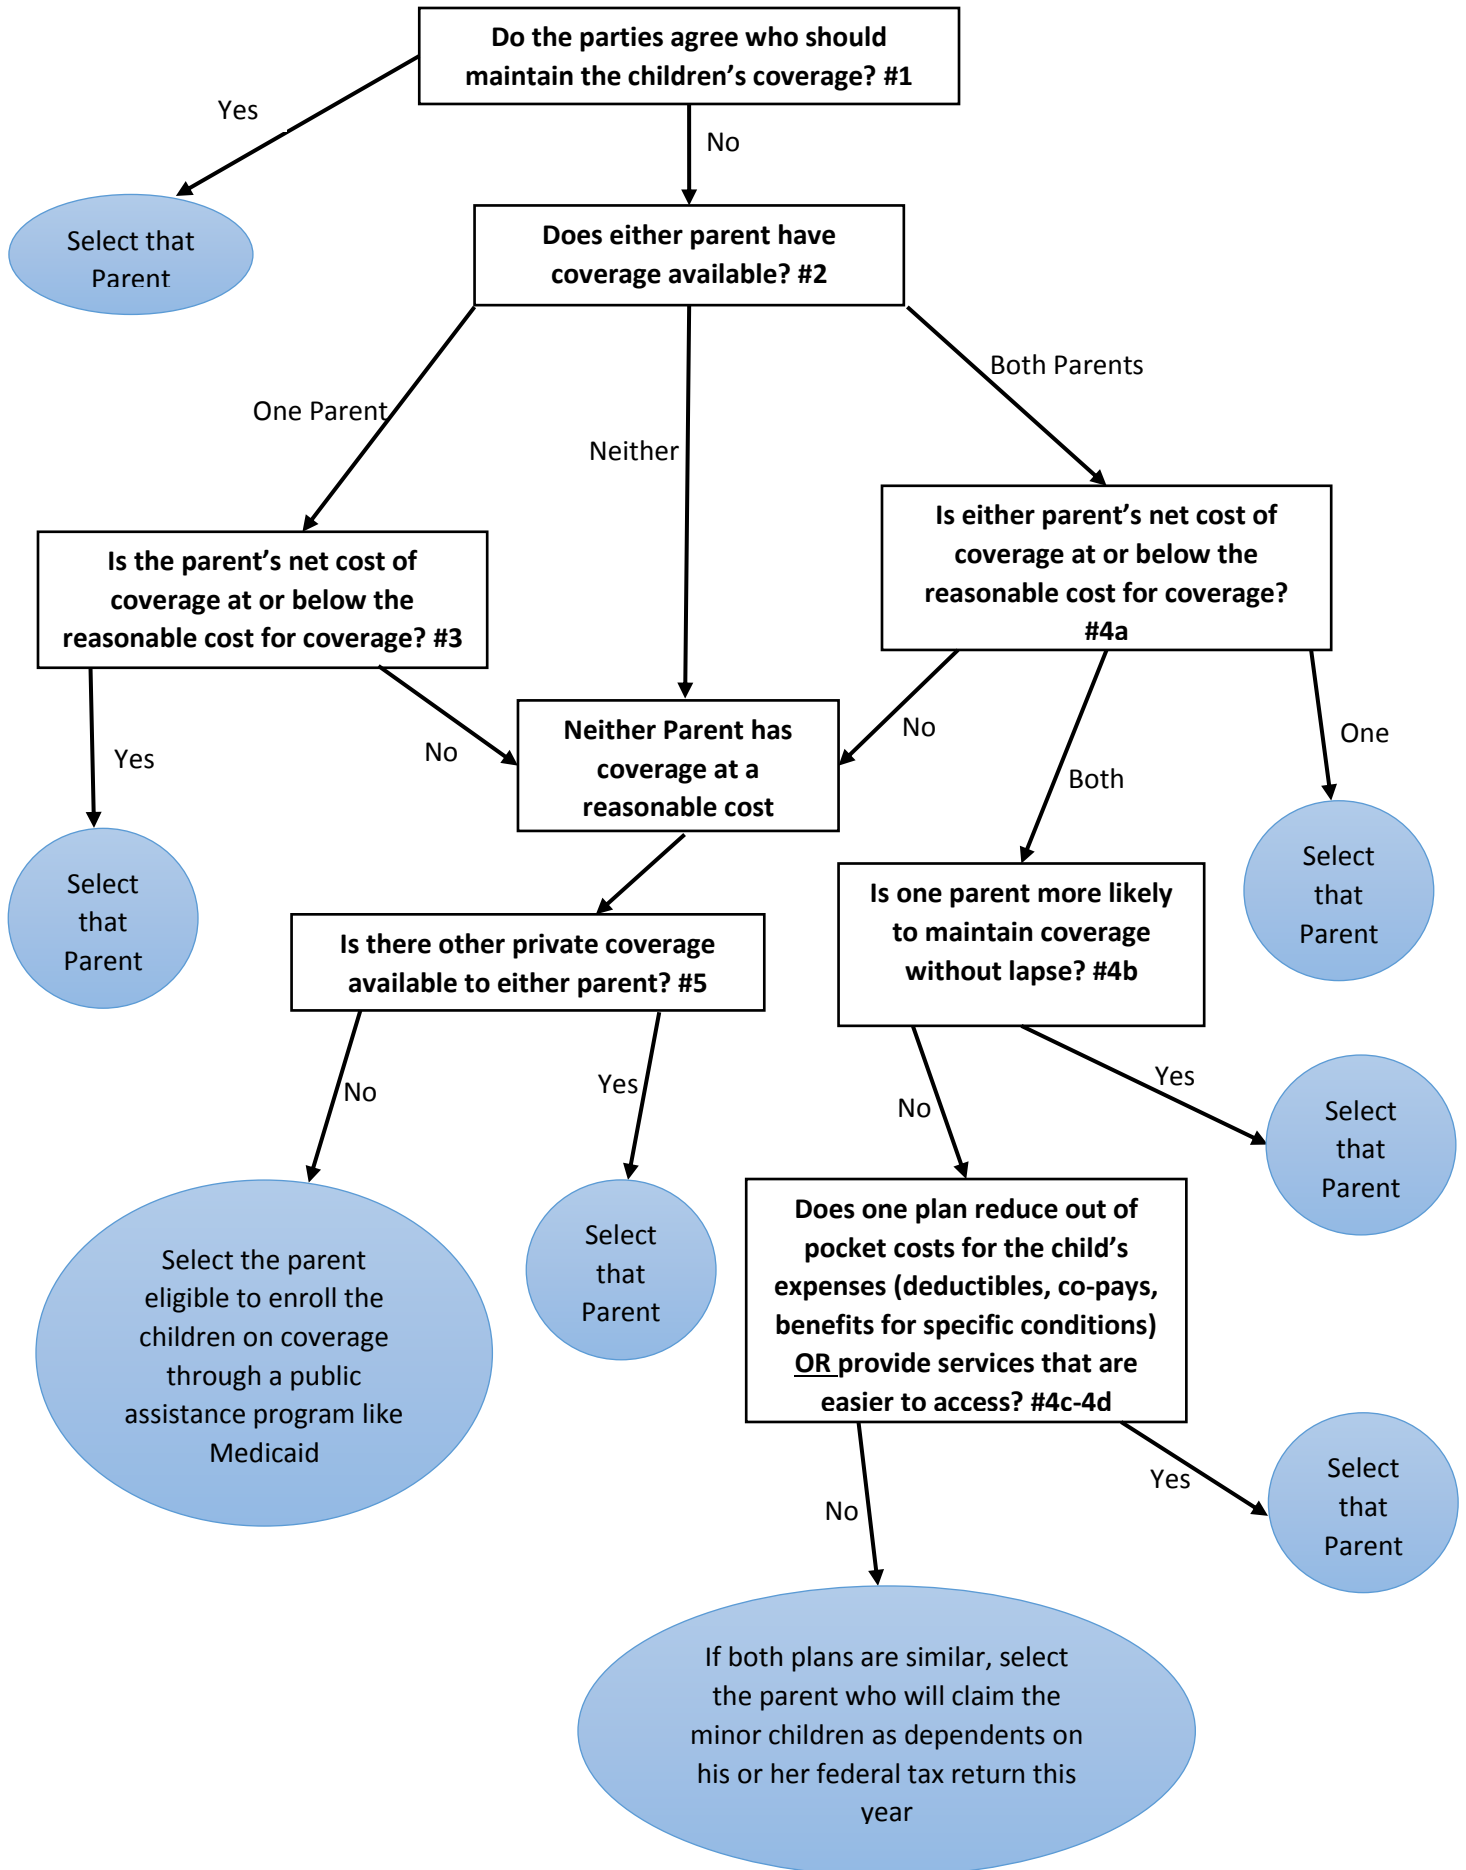 Do the parties agree who should
maintain the children’s coverage? #1
Yes
No
Select that
Parent
Does either parent have
coverage available? #2
One Parent
Neither
Both Parents
Is the parent’s net cost of
coverage at or below the
reasonable cost for coverage? #3
Is either parent’s net cost of
coverage at or below the
reasonable cost for coverage?
#4a
Yes
No
Neither Parent has
coverage at a
reasonable cost
No
Both
One
Select
that
Parent
Select
that
Parent
Is there other private coverage
available to either parent? #5
Is one parent more likely
to maintain coverage
without lapse? #4b
No
Yes
No
Yes
Select
that
Parent
Select the parent
eligible to enroll the
children on coverage
through a public
assistance program like
Medicaid
Select
that
Parent
Does one plan reduce out of
pocket costs for the child’s
expenses (deductibles, co-pays,
benefits for specific conditions)
OR provide services that are
easier to access? #4c-4d
No
Yes
Select
that
Parent
If both plans are similar, select
the parent who will claim the
minor children as dependents on
his or her federal tax return this
year